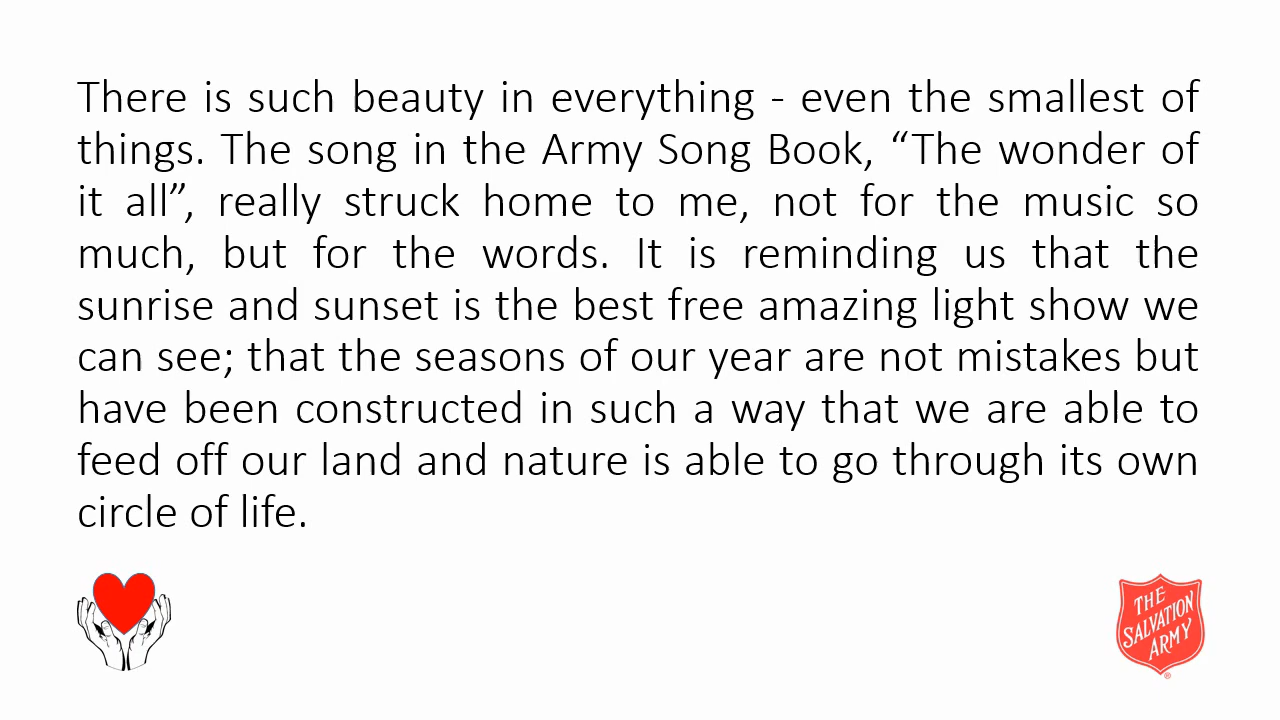 There is such beauty in everything - even the smallest of
things. The song in the Army Song Book, “The wonder of
it all”, really struck home to me, not for the music so
much, but for the words. It is reminding us that the
sunrise and sunset is the best free amazing light show we
can see; that the seasons of our year are not mistakes but
have been constructed in such a way that we are able to
feed off our land and nature is able to go through its own
circle of life.
THE
SALVATION
ARMY
®